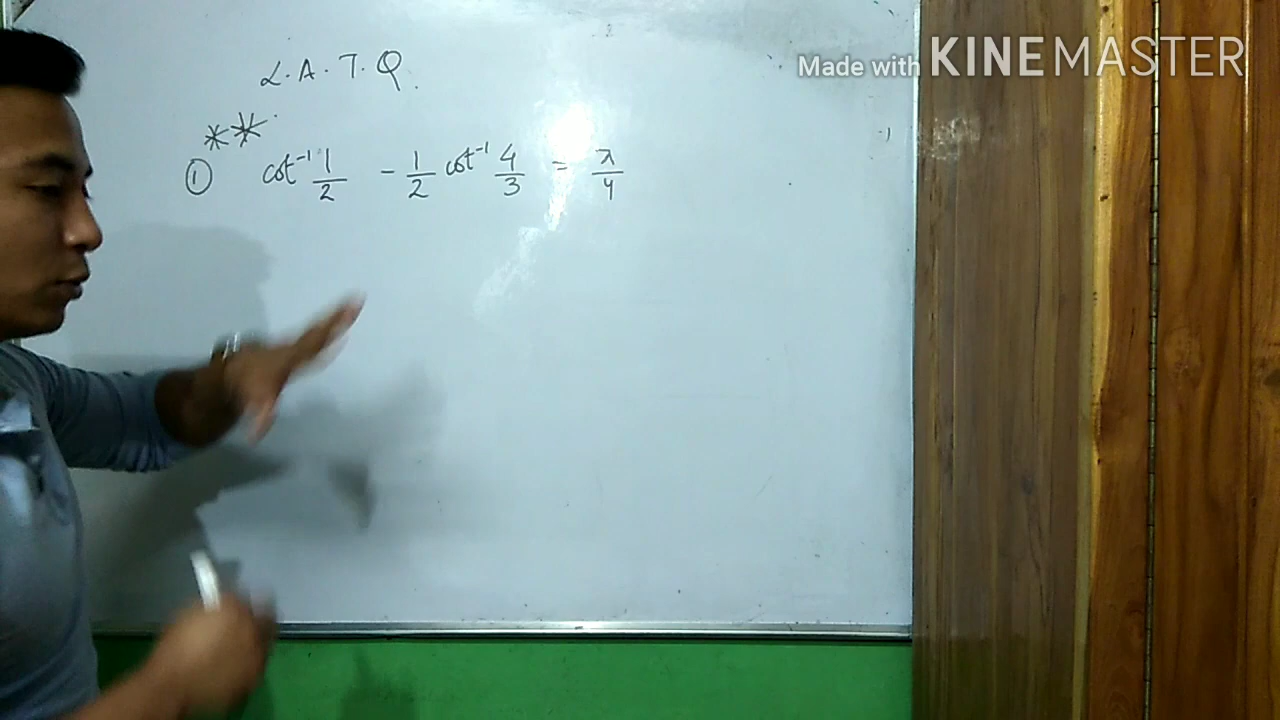 Made with KINEMASTER
L.A.T.Q.
**
① cot⁻¹ 1/2 - 1/2 cot⁻¹ 4/3 = π/4